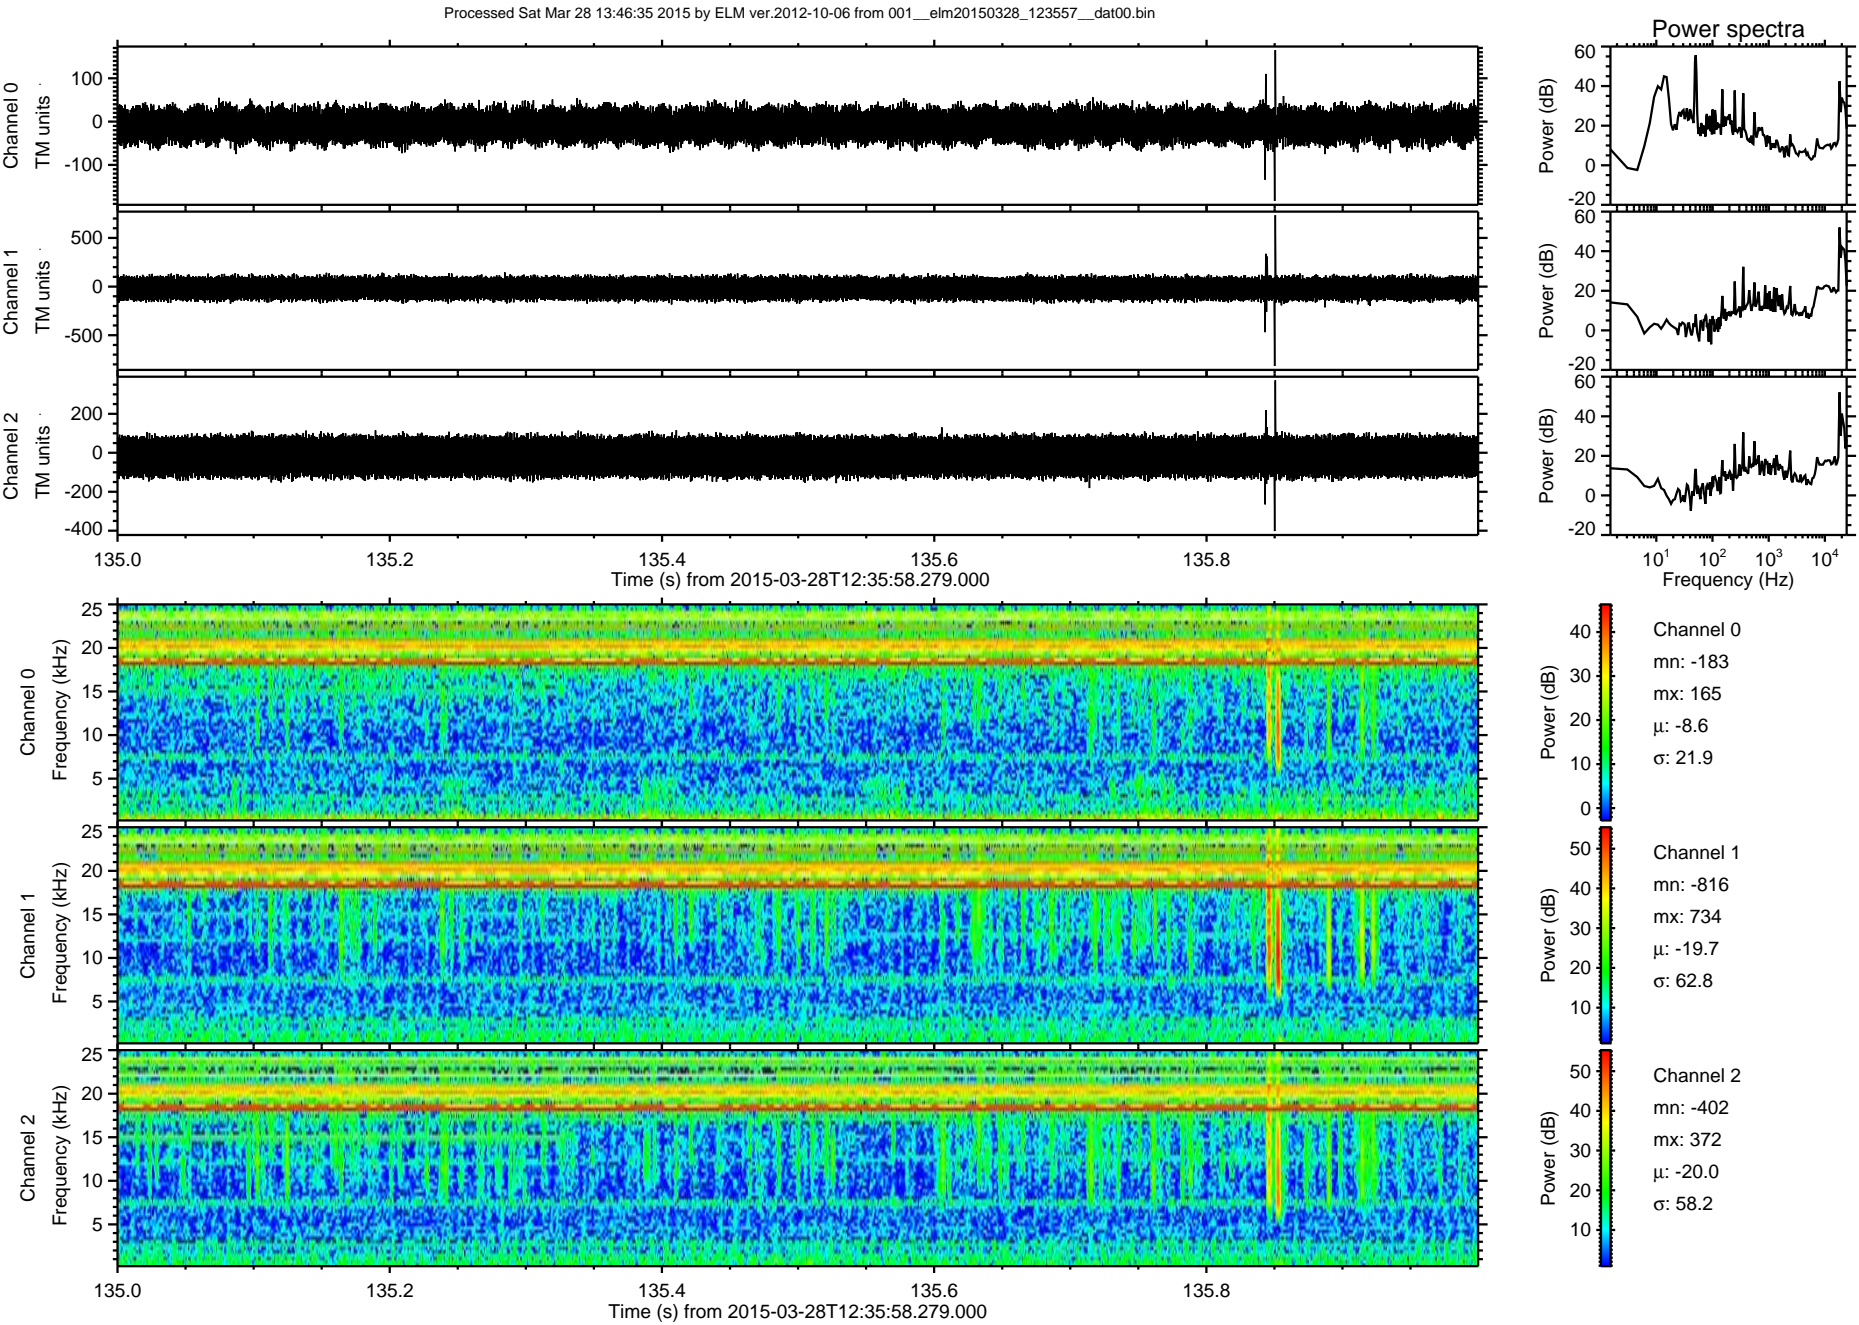 Processed Sat Mar 28 13:46:35 2015 by ELM ver.2012-10-06 from 001__elm20150328_123557__dat00.bin
Power spectra
Channel 0
TM units
100
0
-100
Power (dB)
60
40
20
0
-20
Channel 1
TM units
500
0
-500
Power (dB)
60
40
20
0
-20
Channel 2
TM units
200
0
-200
-400
Power (dB)
60
40
20
0
-20
135.0 135.2 135.4 135.6 135.8
Time (s) from 2015-03-28T12:35:58.279.000
10^1 10^2 10^3 10^4
Frequency (Hz)
Channel 0
Frequency (kHz)
25
20
15
10
5
Power (dB)
40
30
20
10
0
Channel 0
mn: -183
mx: 165
μ: -8.6
σ: 21.9
Channel 1
Frequency (kHz)
25
20
15
10
5
Power (dB)
50
40
30
20
10
Channel 1
mn: -816
mx: 734
μ: -19.7
σ: 62.8
Channel 2
Frequency (kHz)
25
20
15
10
5
Power (dB)
50
40
30
20
10
Channel 2
mn: -402
mx: 372
μ: -20.0
σ: 58.2
135.0 135.2 135.4 135.6 135.8
Time (s) from 2015-03-28T12:35:58.279.000